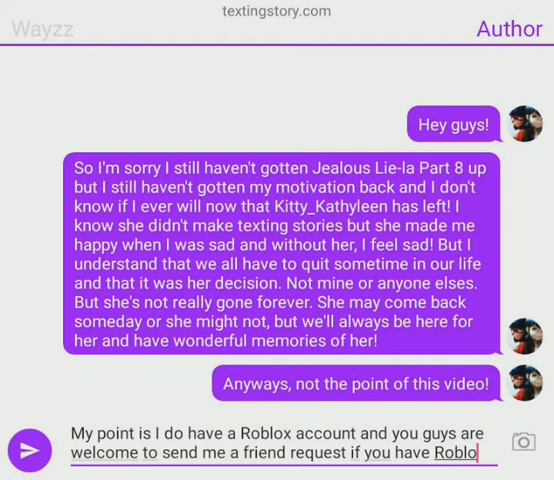 textingstory.com
Wayzz
Author
Hey guys!
So I'm sorry I still haven't gotten Jealous Lie-la Part 8 up
but I still haven't gotten my motivation back and I don't
know if I ever will now that Kitty_Kathyleen has left! I
know she didn't make texting stories but she made me
happy when I was sad and without her, I feel sad! But I
understand that we all have to quit sometime in our life
and that it was her decision. Not mine or anyone elses.
But she's not really gone forever. She may come back
someday or she might not, but we'll always be here for
her and have wonderful memories of her!
Anyways, not the point of this video!
My point is I do have a Roblox account and you guys are
welcome to send me a friend request if you have Roblo